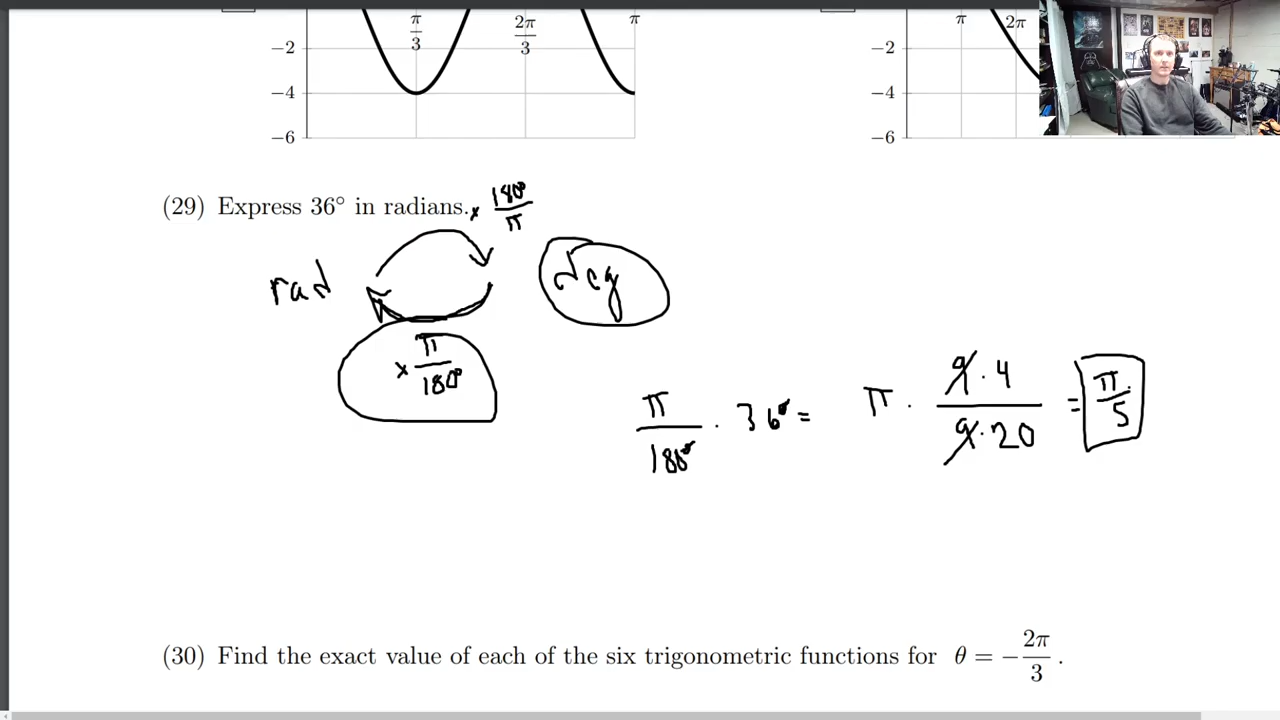 π/3 2π/3 π π 2π
−2 −2
−4 −4
−6 −6
(29) Express 36° in radians. × 180°/π
rad deg
× π/180°
π/180° · 36° = π · 9·4/9·20 = π/5
(30) Find the exact value of each of the six trigonometric functions for θ = −2π/3 .